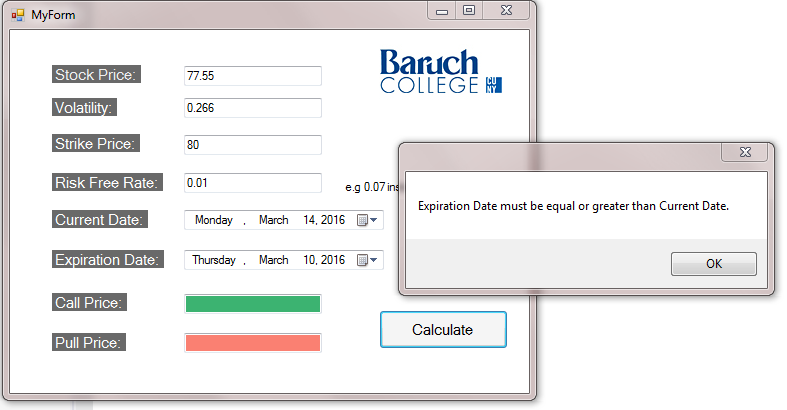 MyForm
Baruch
COLLEGE CUNY
Stock Price: 77.55
Volatility: 0.266
Strike Price: 80
Risk Free Rate: 0.01 e.g 0.07 ins
Current Date: Monday , March 14, 2016
Expiration Date: Thursday , March 10, 2016
Call Price:
Pull Price:
Calculate
Expiration Date must be equal or greater than Current Date.
OK